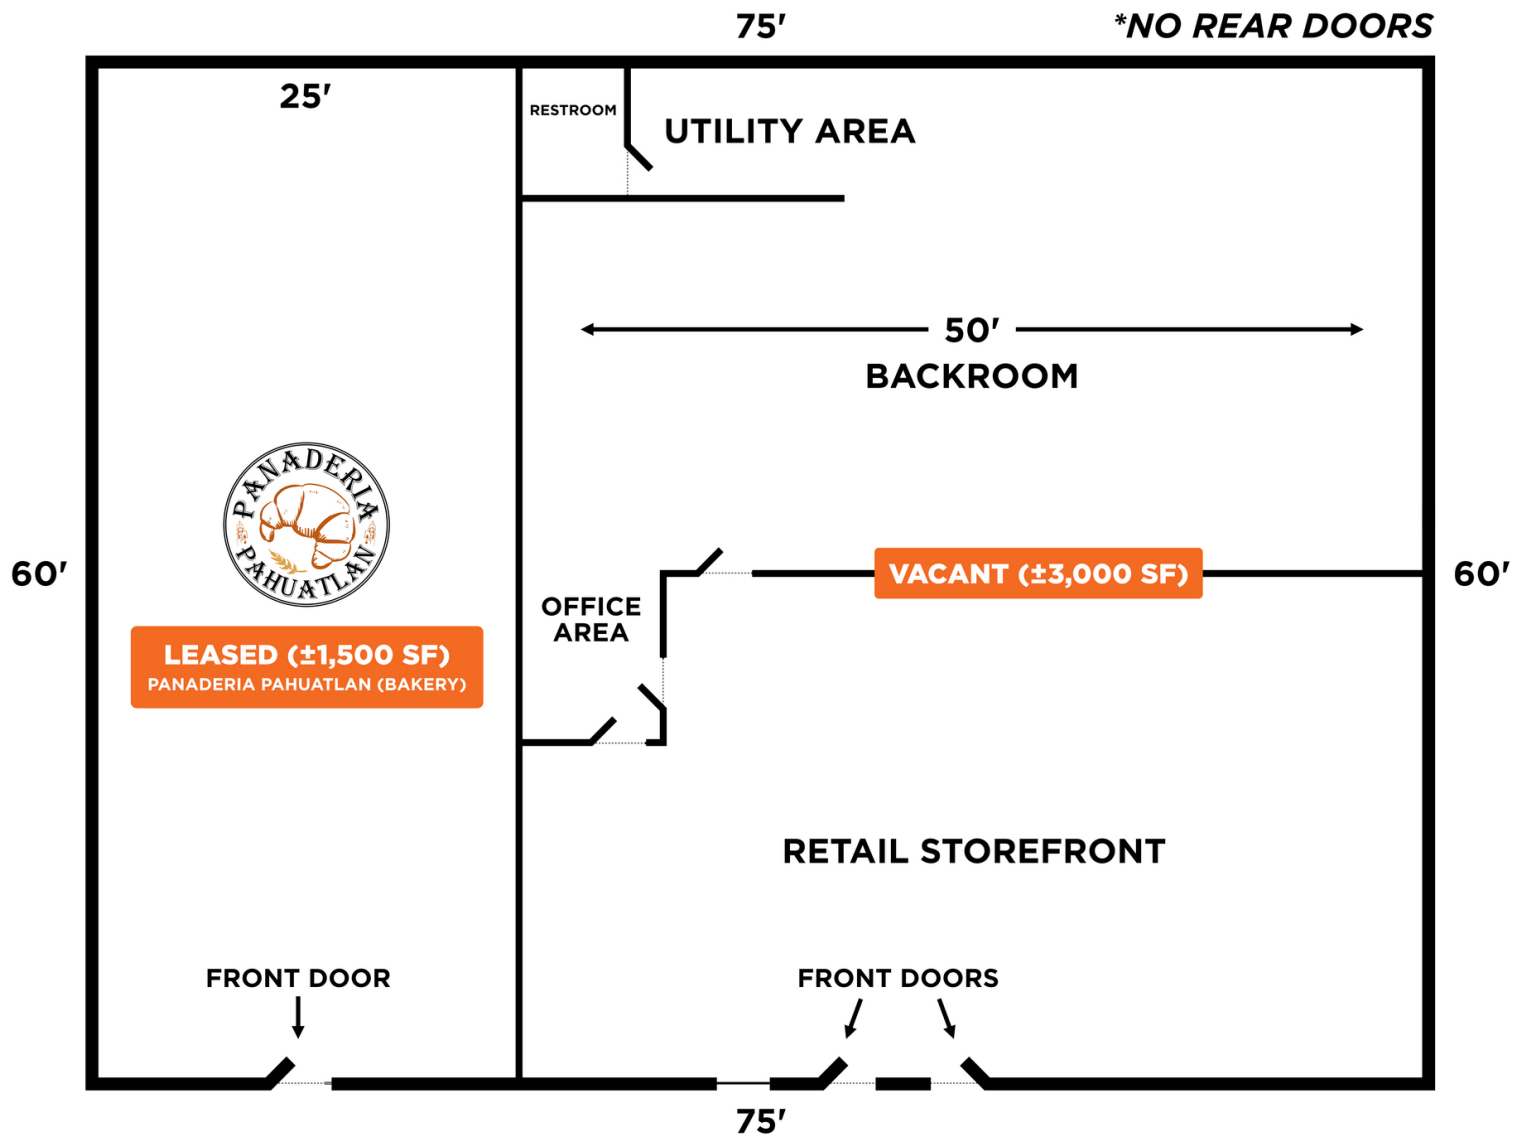 75'
*NO REAR DOORS
25'
RESTROOM
UTILITY AREA
50'
BACKROOM
PANADERIA
PAHUATLAN
60'
VACANT (±3,000 SF)
60'
OFFICE
AREA
LEASED (±1,500 SF)
PANADERIA PAHUATLAN (BAKERY)
RETAIL STOREFRONT
FRONT DOOR
FRONT DOORS
75'